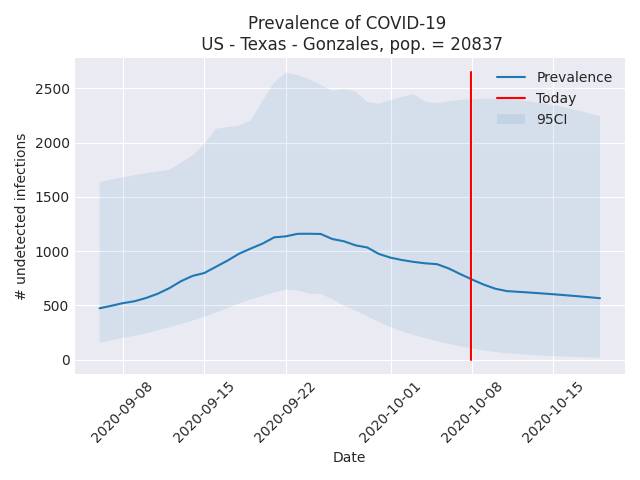 Prevalence of COVID-19
US - Texas - Gonzales, pop. = 20837
Prevalence
Today
95CI
# undetected infections
2500
2000
1500
1000
500
0
2020-09-08
2020-09-15
2020-09-22
2020-10-01
2020-10-08
2020-10-15
Date